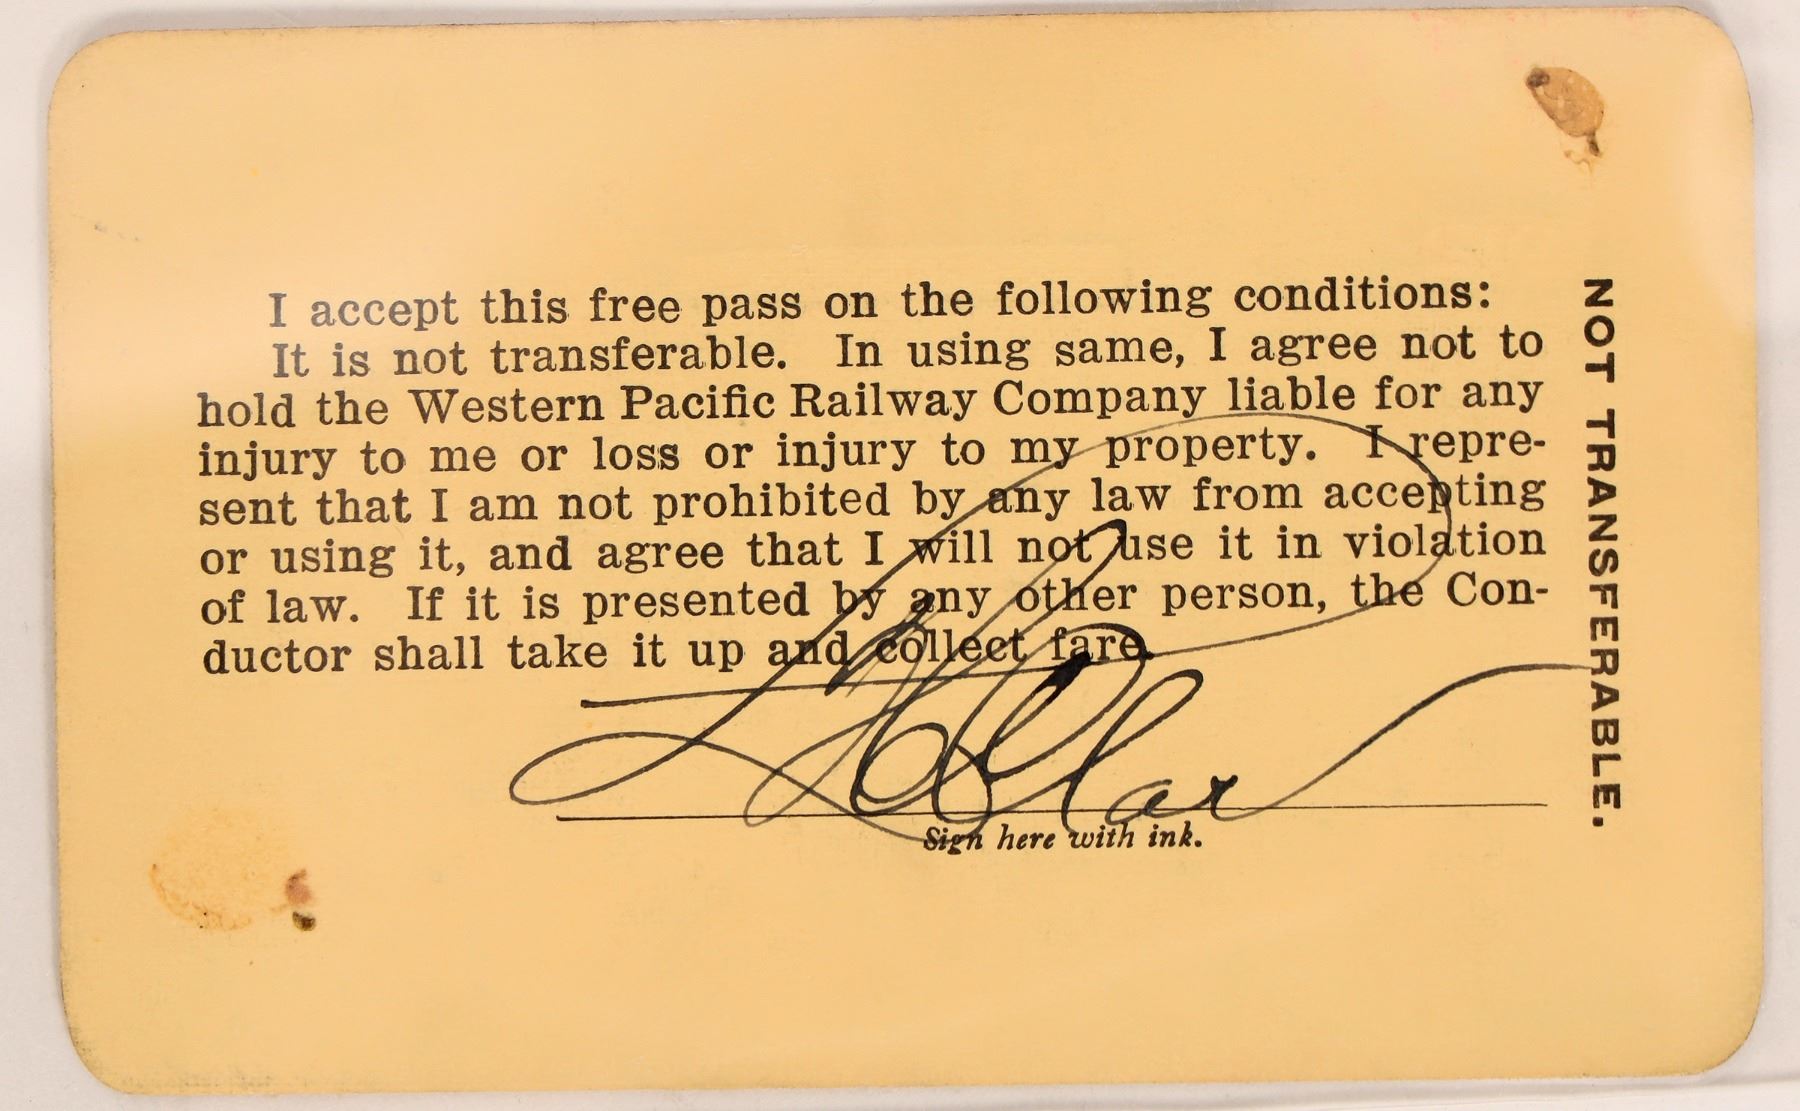 I accept this free pass on the following conditions:
It is not transferable. In using same, I agree not to
hold the Western Pacific Railway Company liable for any
injury to me or loss or injury to my property. I repre-
sent that I am not prohibited by any law from accepting
or using it, and agree that I will not use it in violation
of law. If it is presented by any other person, the Con-
ductor shall take it up and collect fare.
Sign here with ink.
NOT TRANSFERABLE.